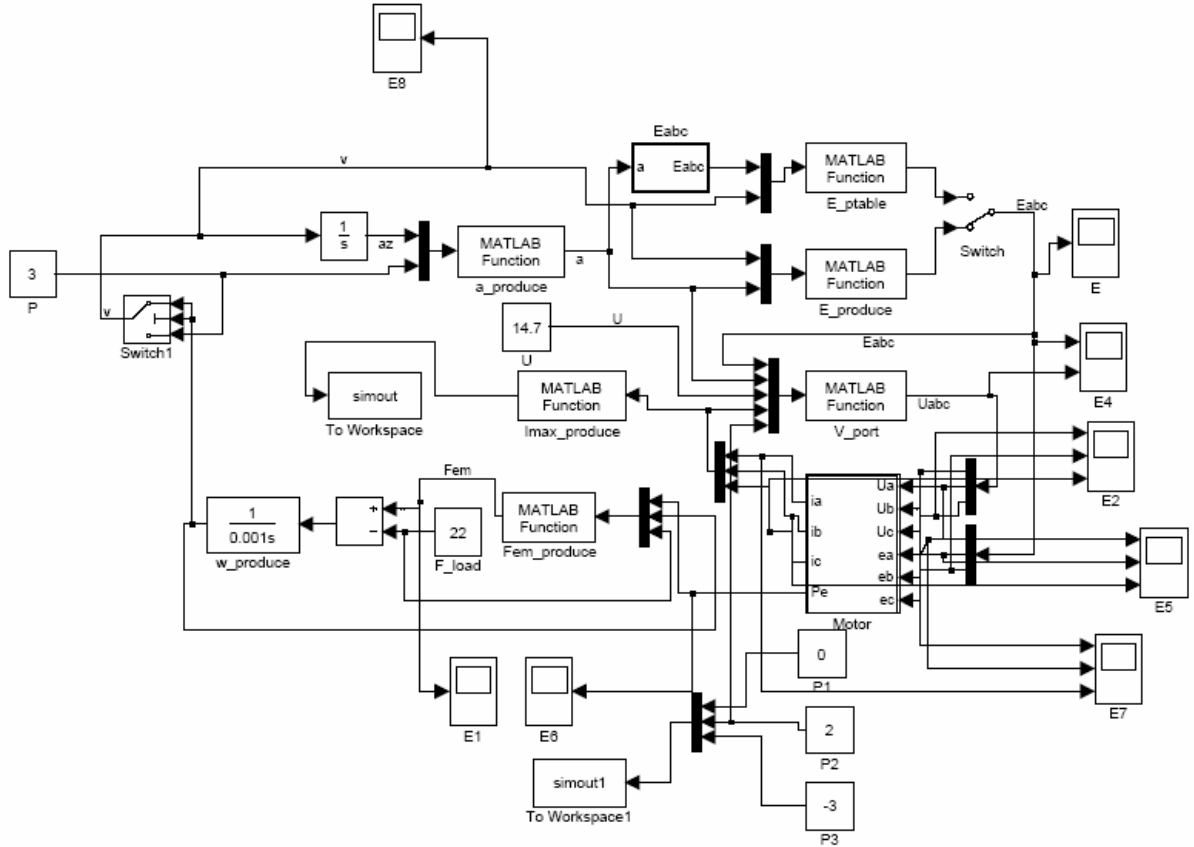 E8
Eabc
v
a Eabc
MATLAB
Function
E_ptable
Eabc
1
s
az
MATLAB
Function
a_produce
a
Switch
3
P
MATLAB
Function
E_produce
E
v
Switch1
14.7
U
U
Eabc
simout
To Workspace
MATLAB
Function
Imax_produce
MATLAB
Function
V_port
Uabc
E4
Fem
E2
1
0.001s
w_produce
+
−
22
F_load
MATLAB
Function
Fem_produce
ia
ib
ic
Pe
Ua
Ub
Uc
ea
eb
ec
Motor
E5
0
P1
E1
E6
E7
2
P2
simout1
To Workspace1
-3
P3